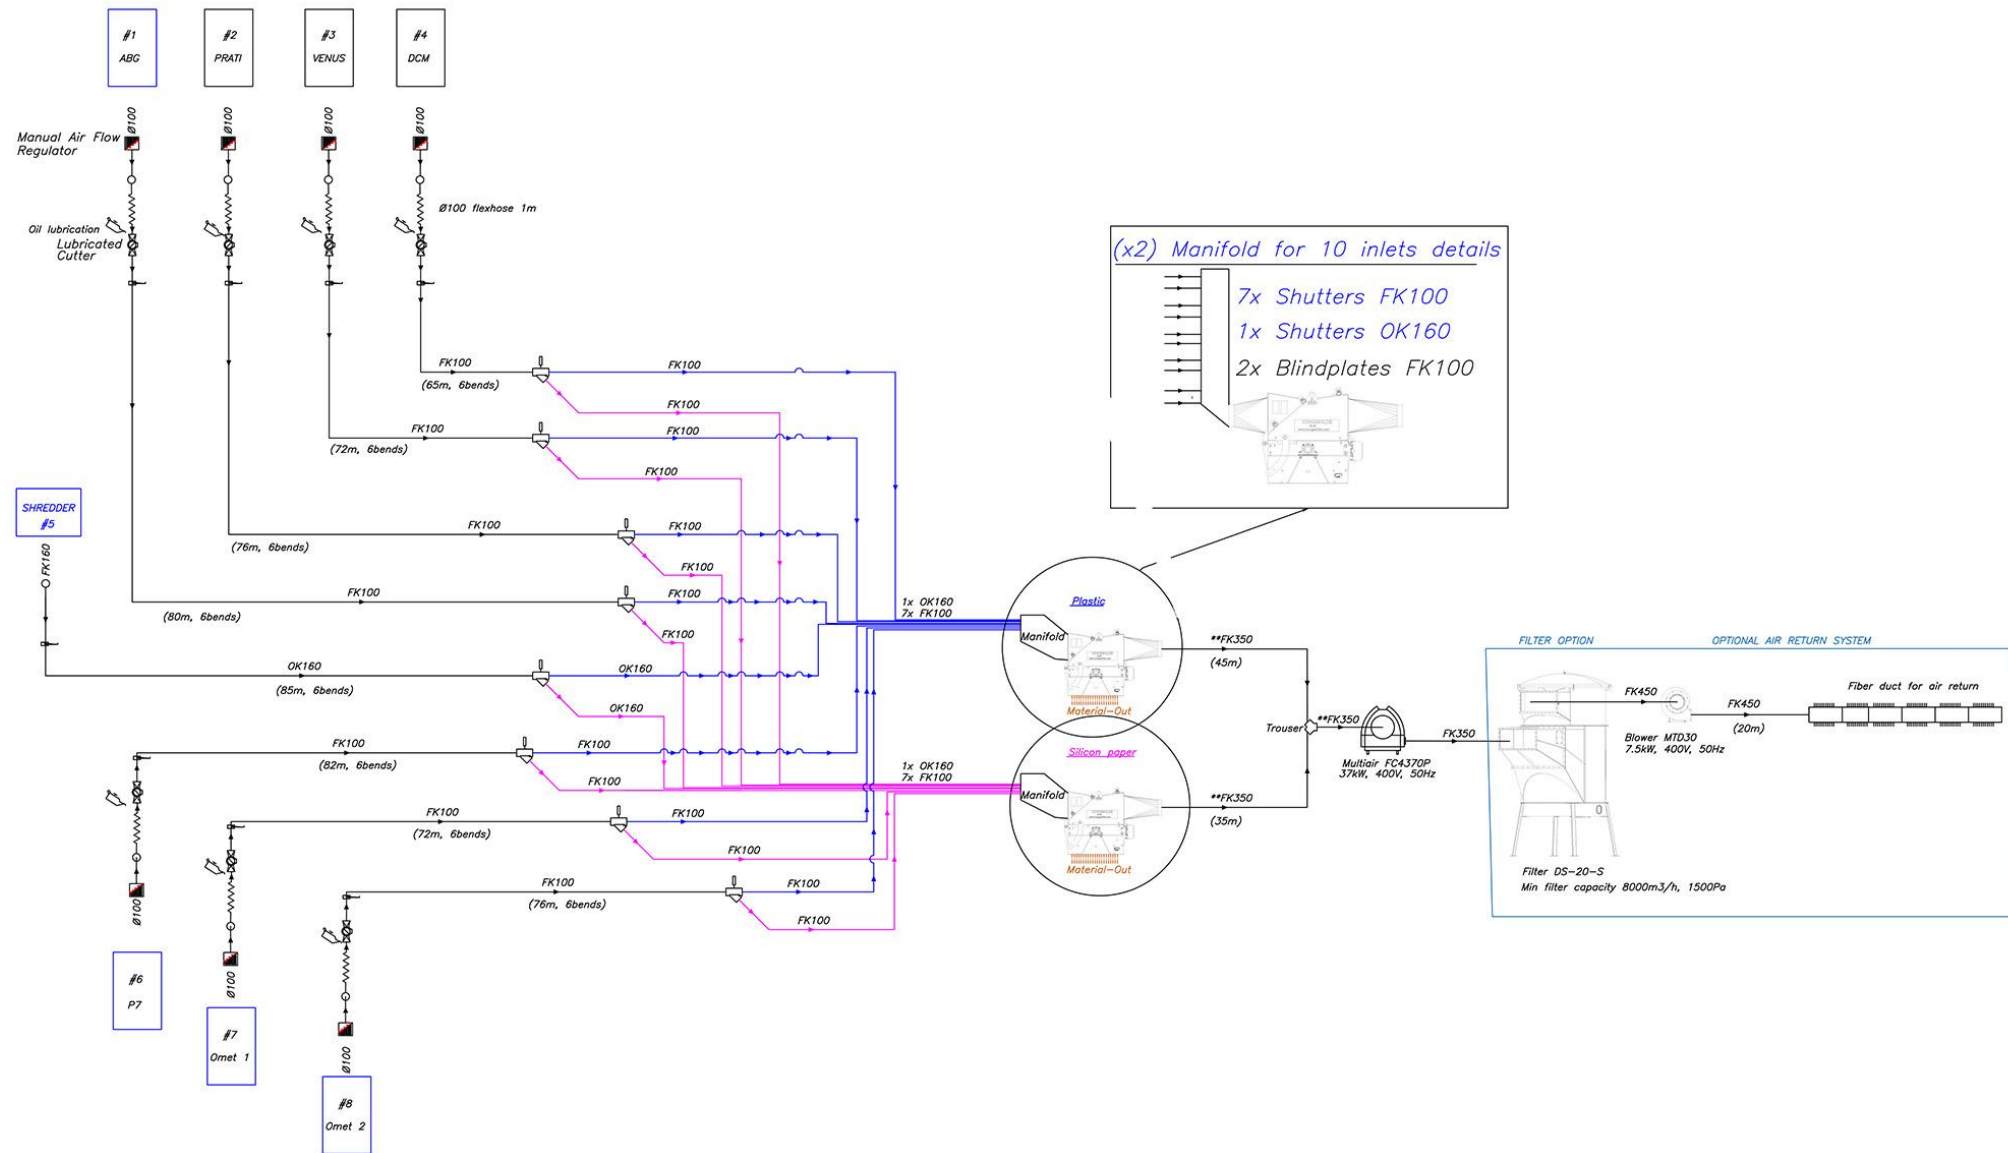 #1
ABG
#2
PRATI
#3
VENUS
#4
DCM
Ø100
Ø100
Ø100
Ø100
Manual Air Flow
Regulator
Ø100 flexhose 1m
Oil lubrication
Lubricated
Cutter
(x2) Manifold for 10 inlets details
7x Shutters FK100
1x Shutters OK160
2x Blindplates FK100
FK100
(65m, 6bends)
FK100
FK100
FK100
(72m, 6bends)
FK100
FK100
SHREDDER
#5
FK160
FK100
(76m, 6bends)
FK100
FK100
FK100
(80m, 6bends)
FK100
FK100
OK160
(85m, 6bends)
OK160
OK160
1x OK160
7x FK100
Plastic
Manifold
Material-Out
**FK350
(45m)
FK100
(82m, 6bends)
FK100
FK100
1x OK160
7x FK100
Silicon paper
Manifold
Material-Out
**FK350
(35m)
Trouser
**FK350
Multiair FC4370P
37kW, 400V, 50Hz
FK350
FILTER OPTION
OPTIONAL AIR RETURN SYSTEM
FK450
Blower MTD30
7.5kW, 400V, 50Hz
FK450
(20m)
Fiber duct for air return
Filter DS-20-S
Min filter capacity 8000m3/h, 1500Pa
FK100
(72m, 6bends)
FK100
FK100
FK100
(76m, 6bends)
FK100
FK100
Ø100
#6
P7
Ø100
#7
Omet 1
Ø100
#8
Omet 2